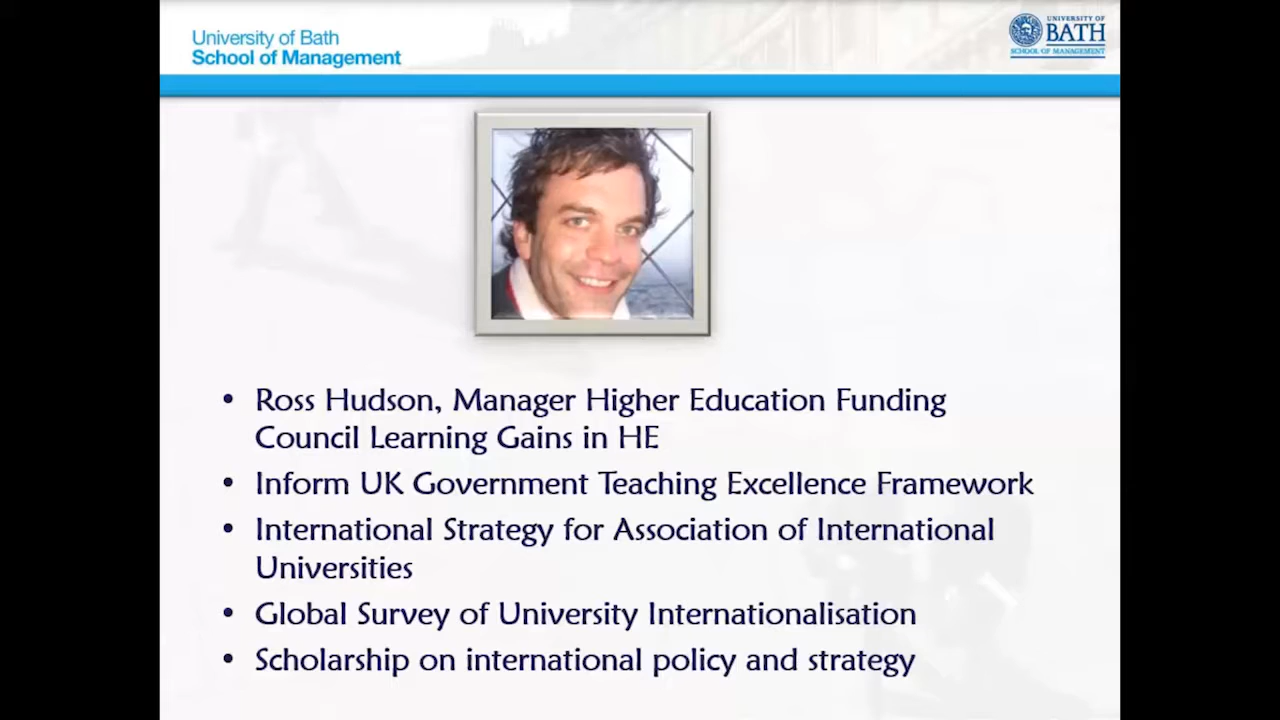 University of Bath
School of Management
UNIVERSITY OF
BATH
SCHOOL OF MANAGEMENT
• Ross Hudson, Manager Higher Education Funding
Council Learning Gains in HE
• Inform UK Government Teaching Excellence Framework
• International Strategy for Association of International
Universities
• Global Survey of University Internationalisation
• Scholarship on international policy and strategy